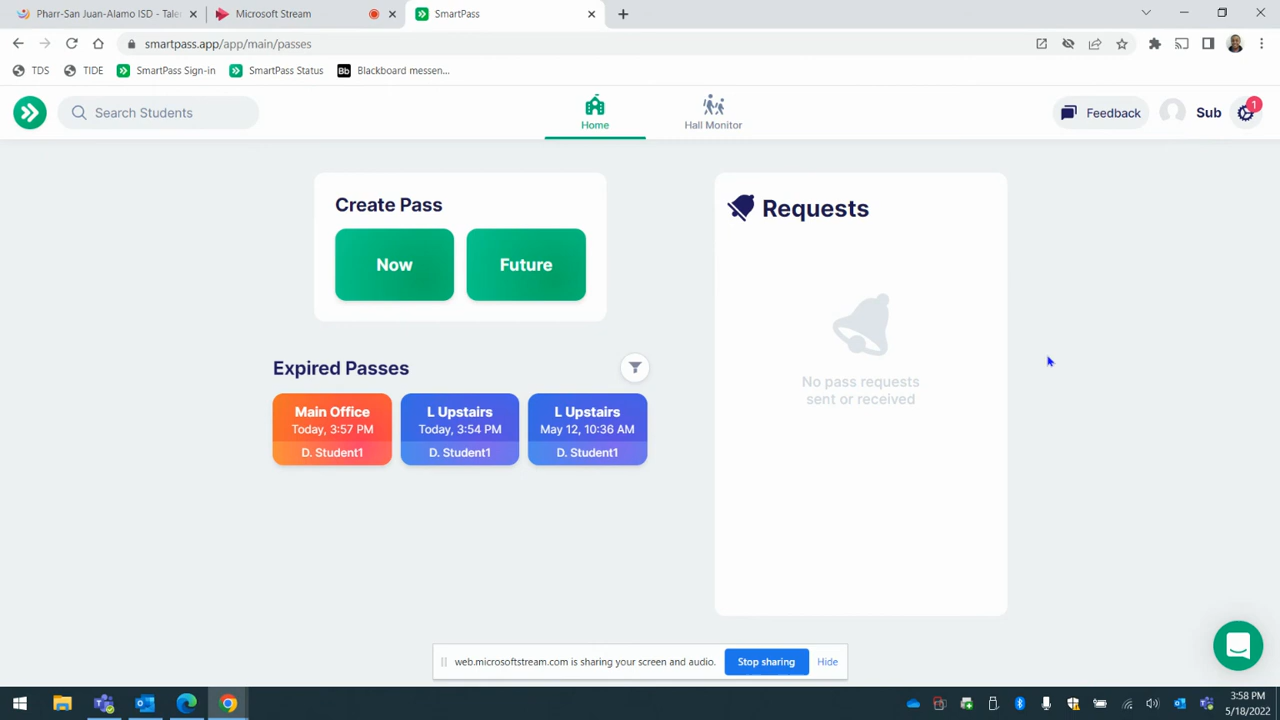 Pharr-San Juan-Alamo ISD - Tale
Microsoft Stream
SmartPass
smartpass.app/app/main/passes
TDS
TIDE
SmartPass Sign-in
SmartPass Status
Bb
Blackboard messen...
Search Students
Home
Hall Monitor
Feedback
Sub
1
Create Pass
Now
Future
Requests
No pass requests
sent or received
Expired Passes
Main Office
Today, 3:57 PM
D. Student1
L Upstairs
Today, 3:54 PM
D. Student1
L Upstairs
May 12, 10:36 AM
D. Student1
web.microsoftstream.com is sharing your screen and audio.
Stop sharing
Hide
3:58 PM
5/18/2022